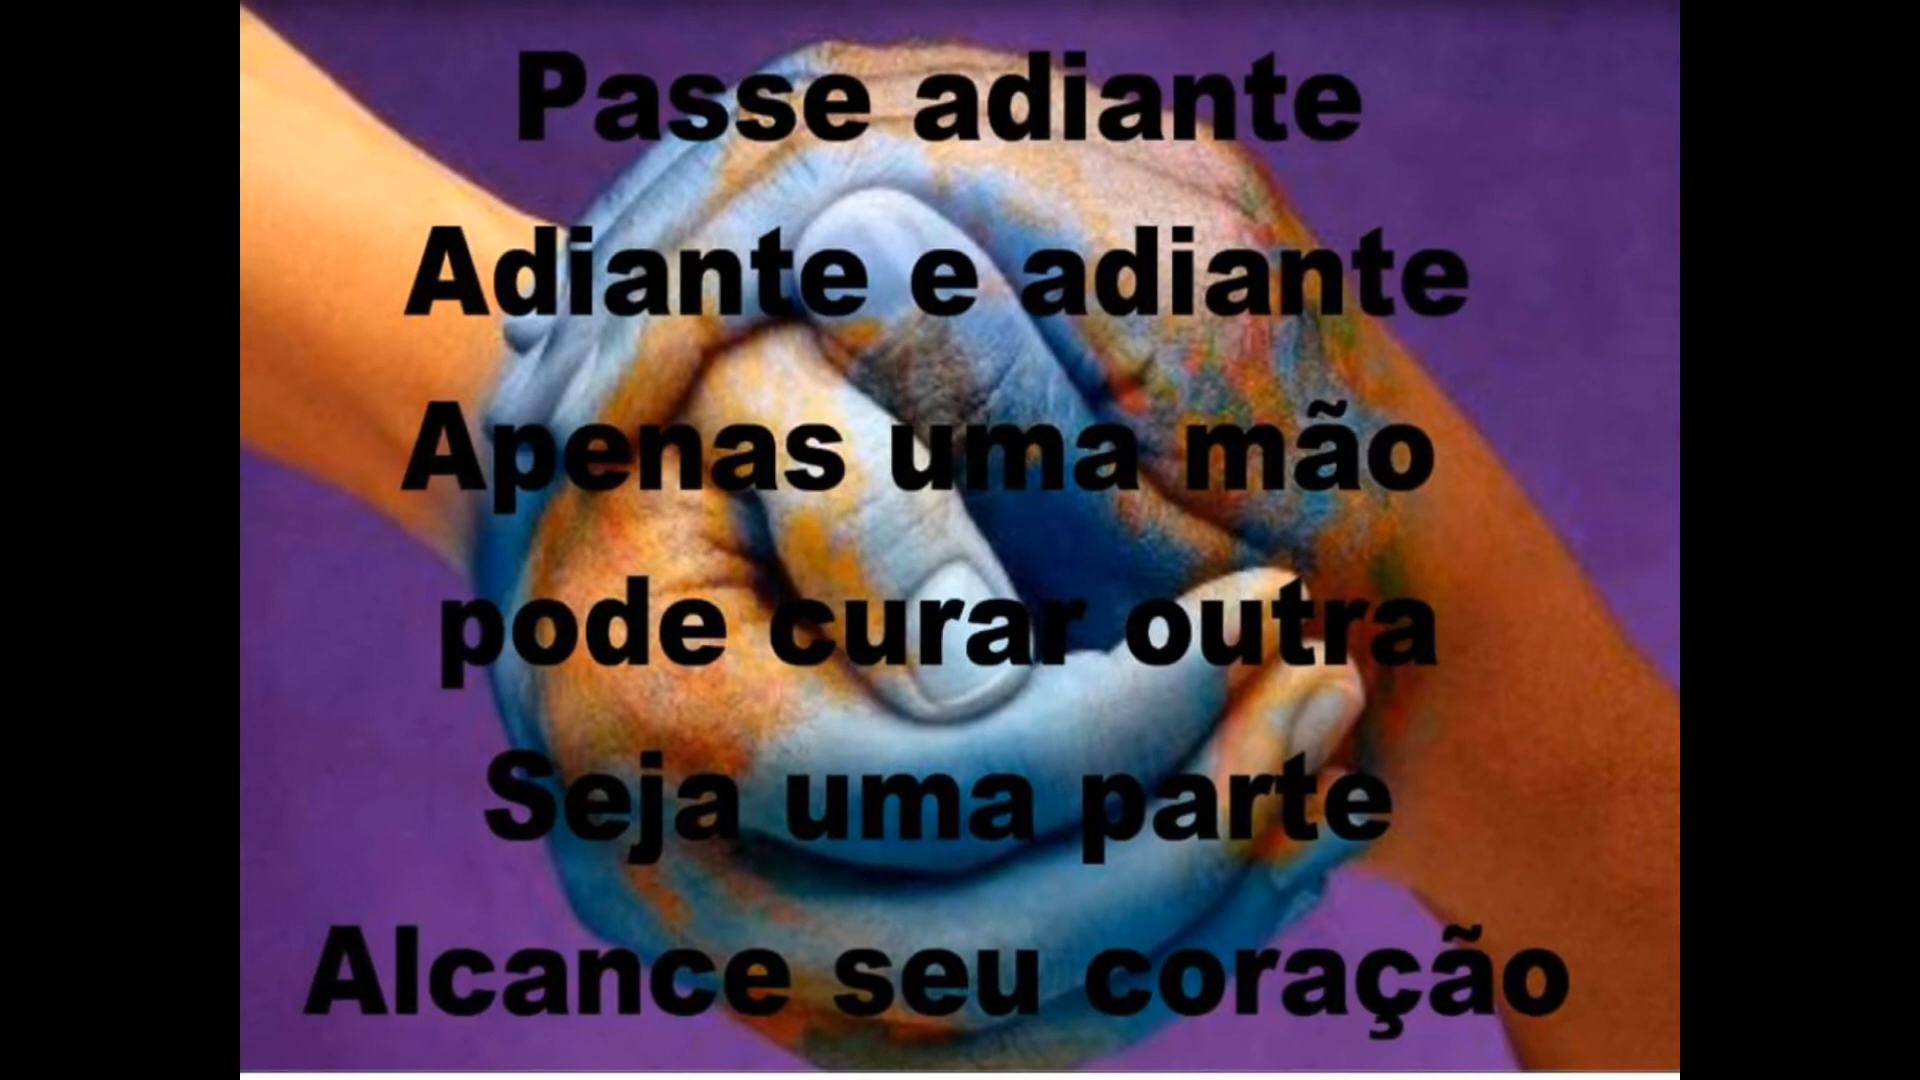 Passe adiante
Adiante e adiante
Apenas uma mão
pode curar outra
Seja uma parte
Alcance seu coração